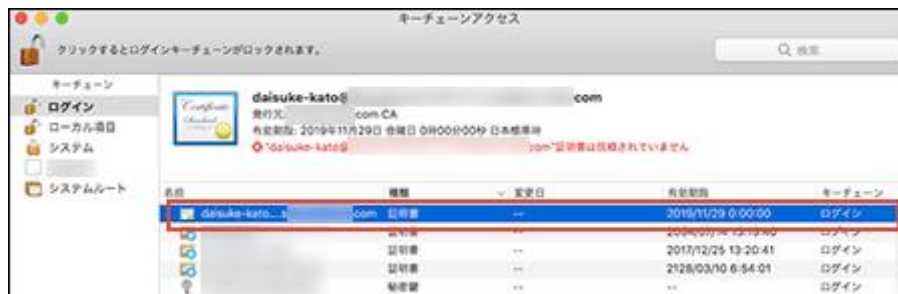 キーチェーンアクセス
クリックするとログインキーチェーンがロックされます。
検索
キーチェーン
ログイン
ローカル項目
システム
システムルート
Certificate
Standard
daisuke-kato@ com
発行元: com CA
有効期限: 2019年11月29日 金曜日 0時00分00秒 日本標準時
"daisuke-kato@ com"証明書は信頼されていません
名前 種類 変更日 有効期限 キーチェーン
daisuke-kato....s com 証明書 -- 2019/11/29 0:00:00 ログイン
証明書 -- ログイン
証明書 -- 2017/12/25 13:20:41 ログイン
証明書 -- 2128/03/10 6:54:01 ログイン
秘密鍵 -- -- ログイン